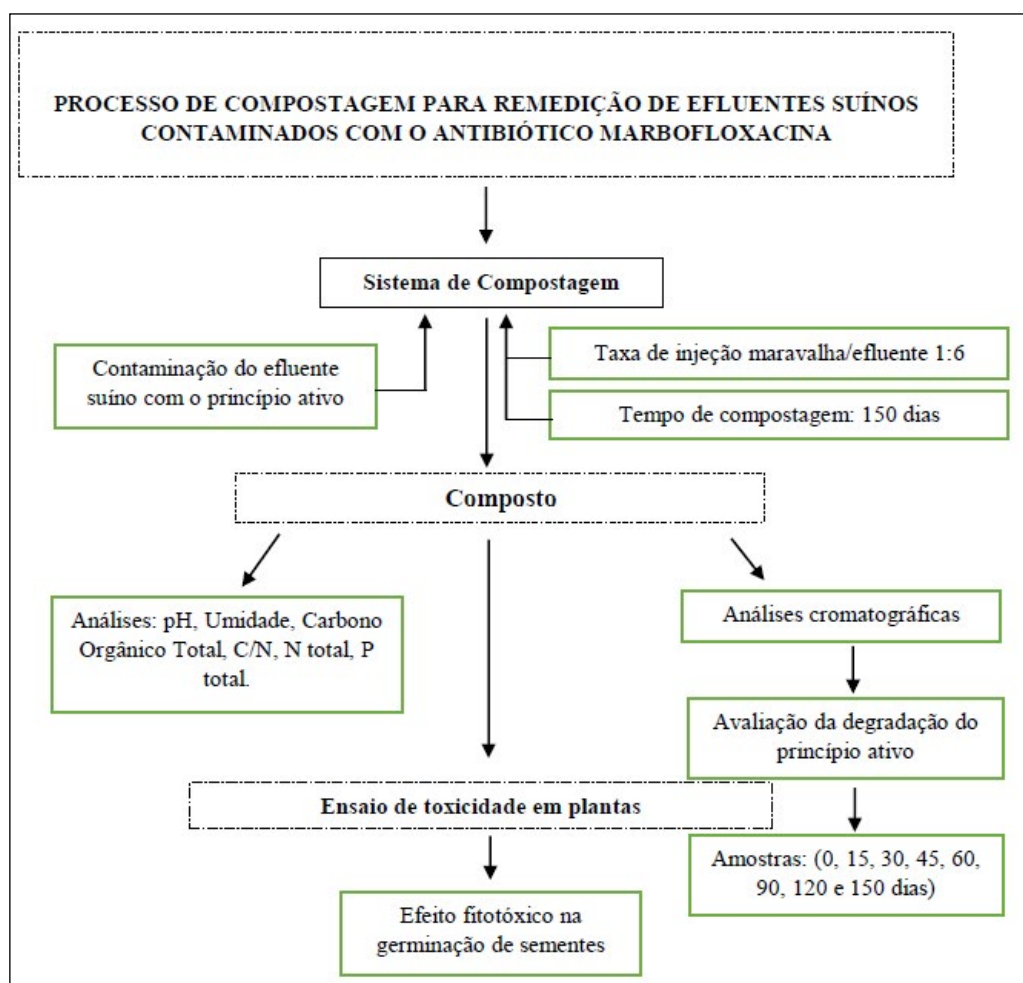 PROCESSO DE COMPOSTAGEM PARA REMEDIÇÃO DE EFLUENTES SUÍNOS
CONTAMINADOS COM O ANTIBIÓTICO MARBOFLOXACINA
Sistema de Compostagem
Contaminação do efluente
suíno com o princípio ativo
Taxa de injeção maravalha/efluente 1:6
Tempo de compostagem: 150 dias
Composto
Análises: pH, Umidade, Carbono
Orgânico Total, C/N, N total, P
total.
Análises cromatográficas
Avaliação da degradação do
princípio ativo
Ensaio de toxicidade em plantas
Amostras: (0, 15, 30, 45, 60,
90, 120 e 150 dias)
Efeito fitotóxico na
germinação de sementes